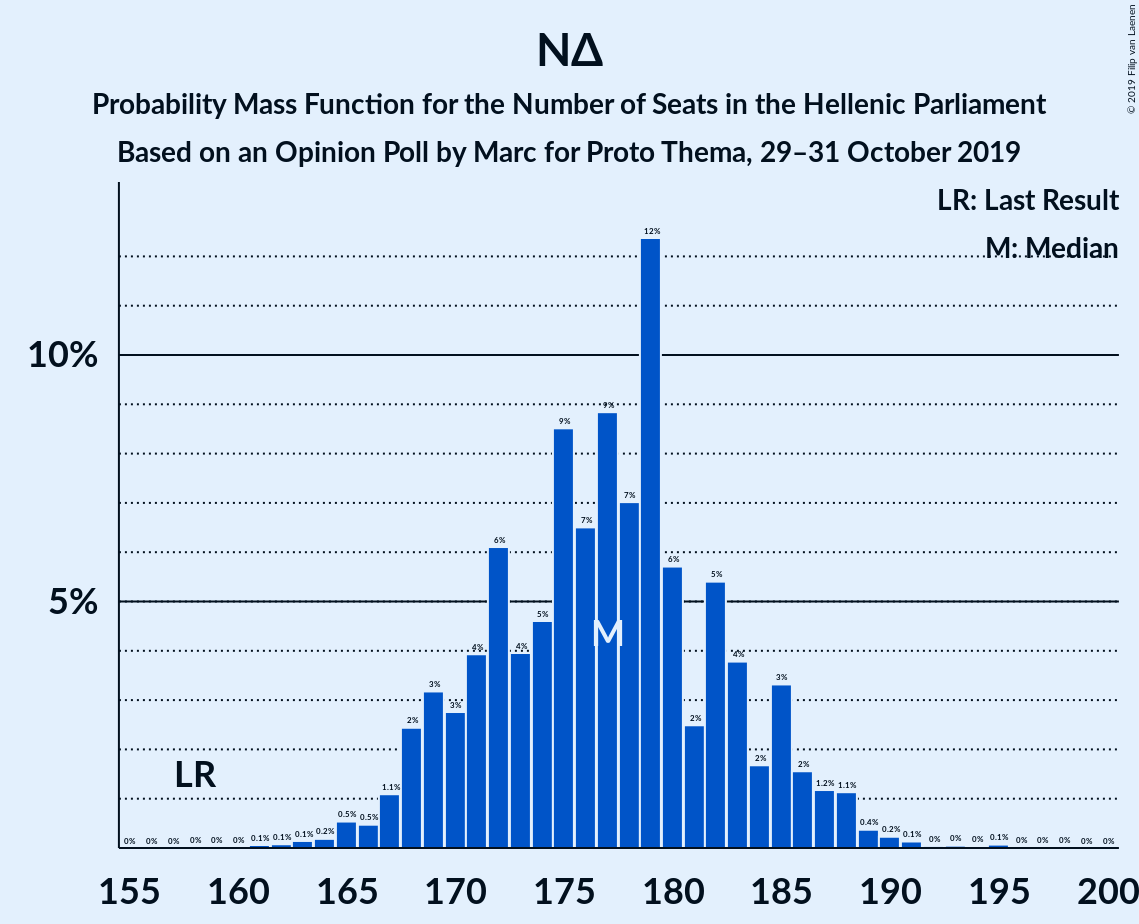 © 2019 Filip van Laenen
ΝΔ
Probability Mass Function for the Number of Seats in the Hellenic Parliament
Based on an Opinion Poll by Marc for Proto Thema, 29–31 October 2019
LR: Last Result
M: Median
10%
5%
LR
M
0% 0% 0% 0% 0% 0% 0.1% 0.1% 0.1% 0.2% 0.5% 0.5% 1.1% 2% 3% 3% 4% 6% 4% 5% 9% 7% 9% 7% 12% 6% 2% 5% 4% 2% 3% 2% 1.2% 1.1% 0.4% 0.2% 0.1% 0% 0% 0% 0.1% 0% 0% 0% 0% 0%
155 160 165 170 175 180 185 190 195 200